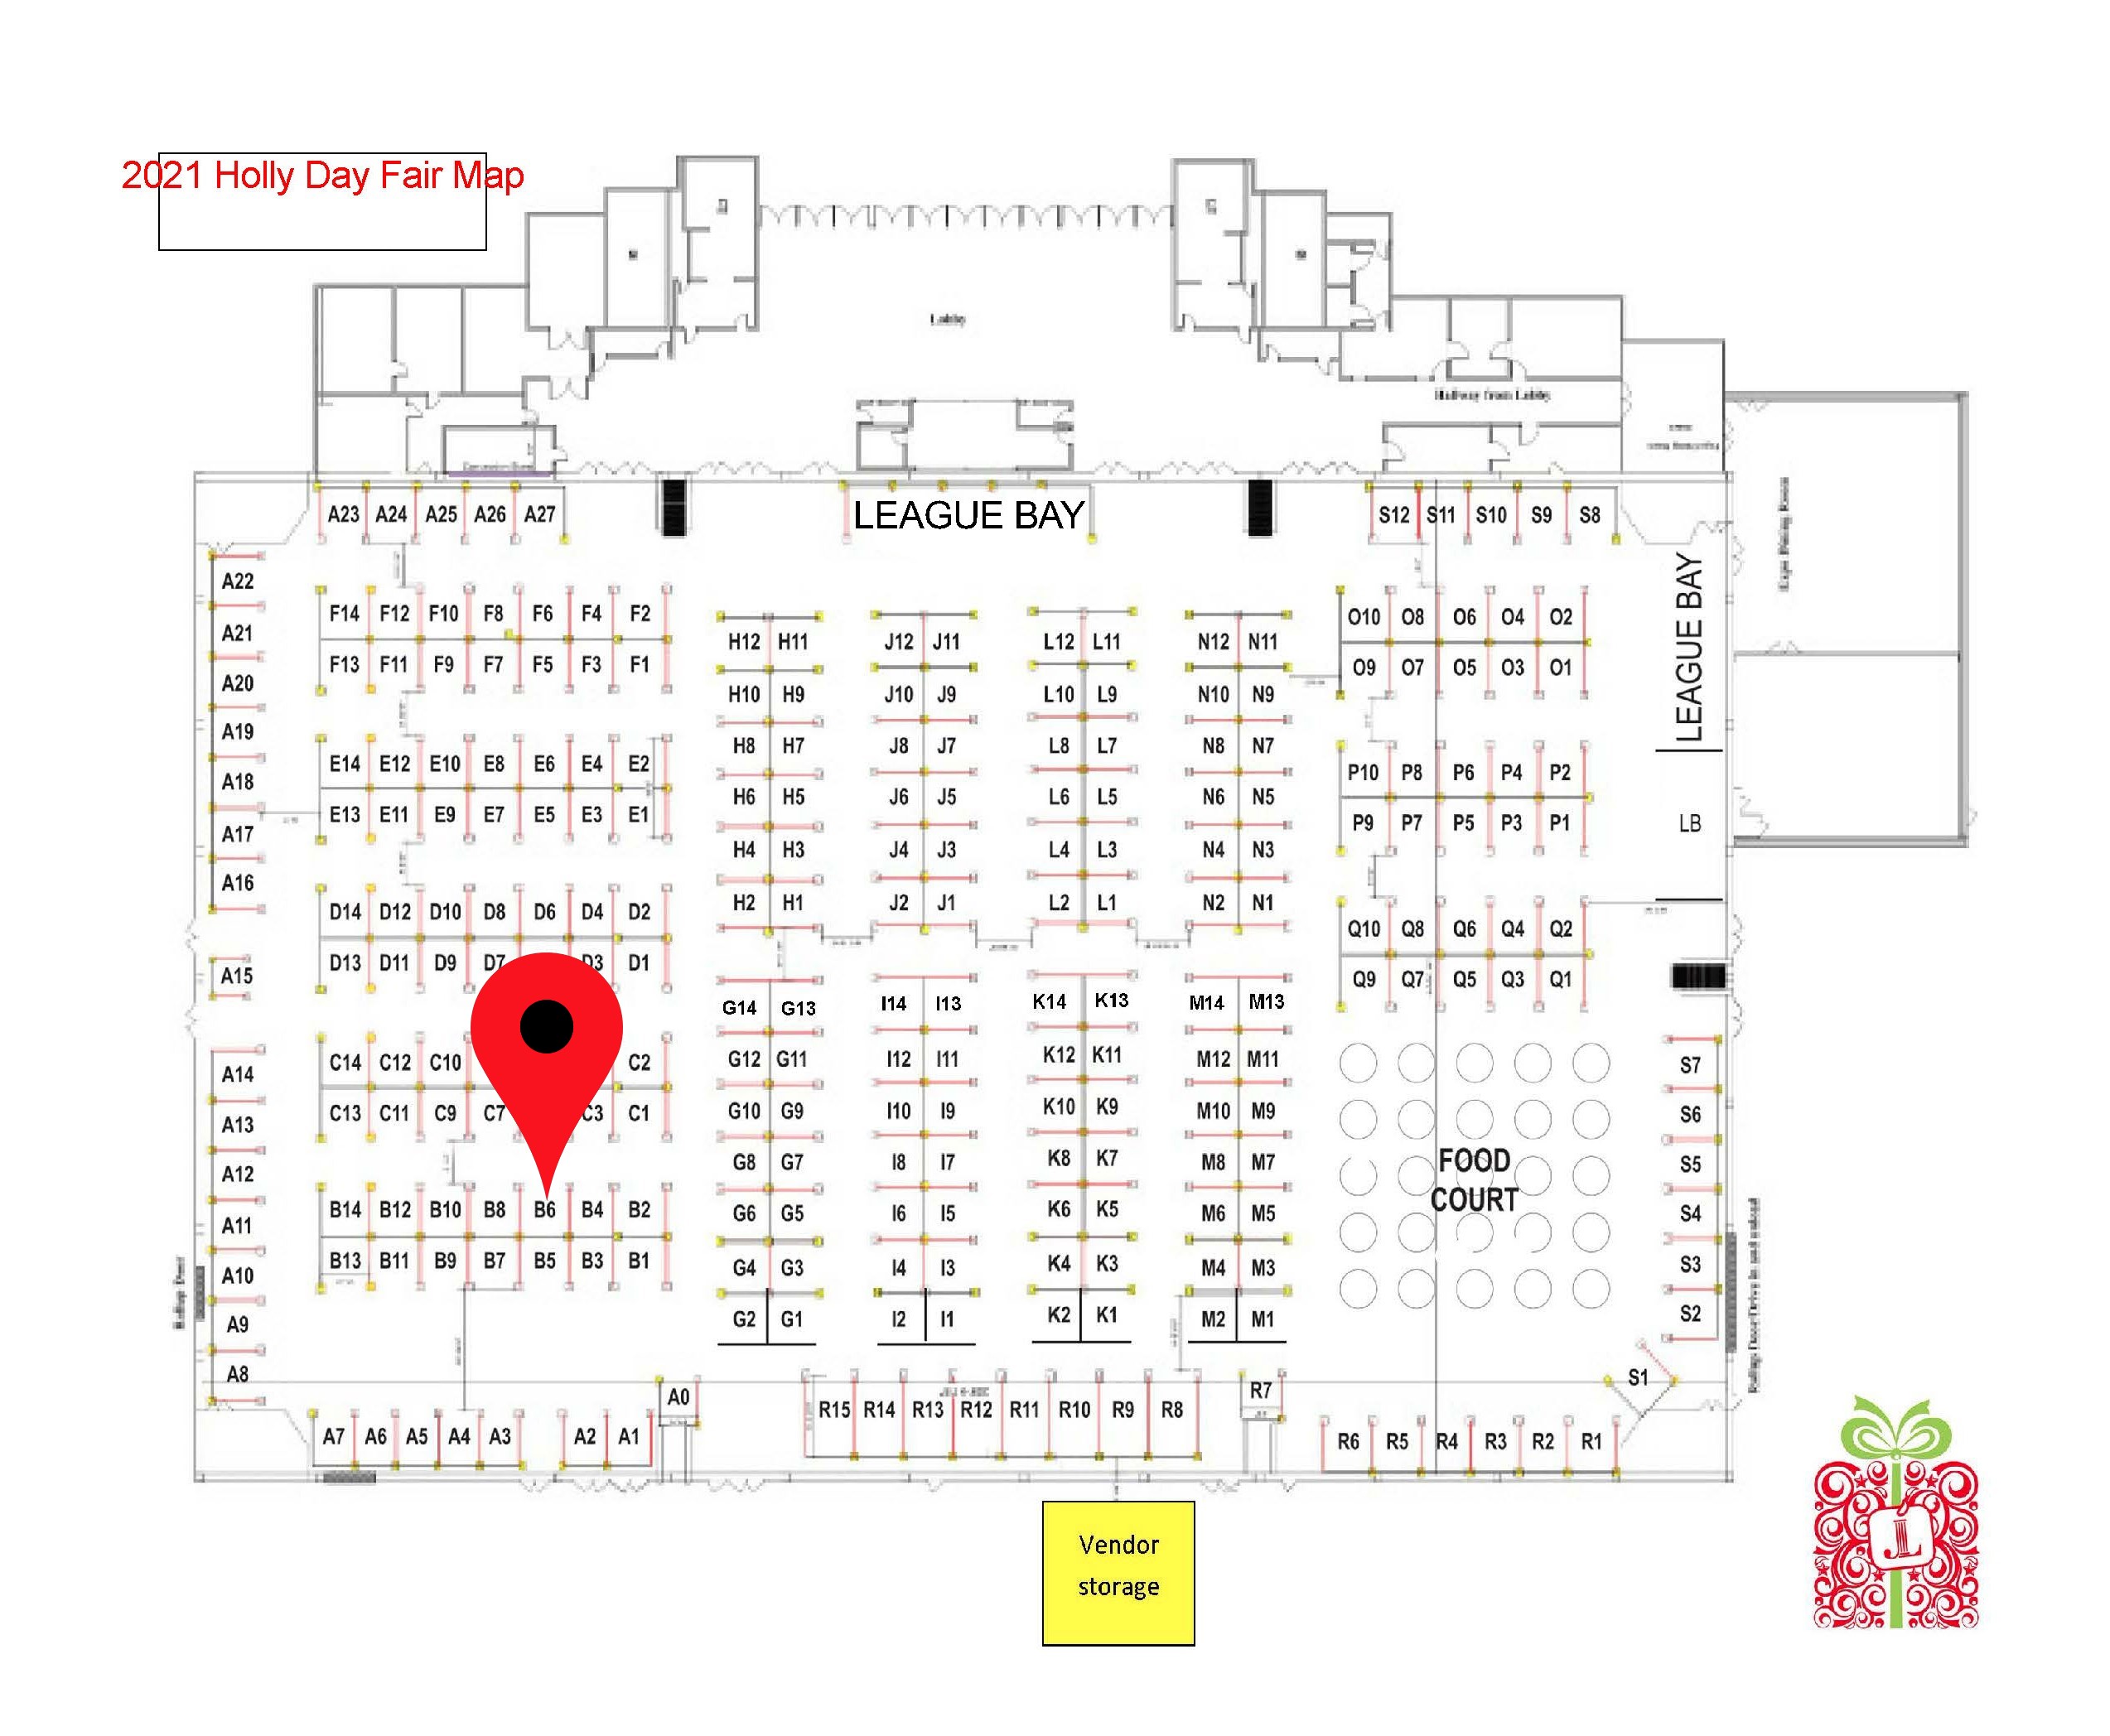 2021 Holly Day Fair Map
Lobby
Hallway from Lobby
LEAGUE BAY
A23 A24 A25 A26 A27
S12 S11 S10 S9 S8
A22
A21
A20
A19
A18
A17
A16
A15
A14
A13
A12
A11
A10
A9
A8
F14 F12 F10 F8 F6 F4 F2
F13 F11 F9 F7 F5 F3 F1
E14 E12 E10 E8 E6 E4 E2
E13 E11 E9 E7 E5 E3 E1
D14 D12 D10 D8 D6 D4 D2
D13 D11 D9 D7 D3 D1
C14 C12 C10 C2
C13 C11 C9 C7 C3 C1
B14 B12 B10 B8 B6 B4 B2
B13 B11 B9 B7 B5 B3 B1
H12 H11
H10 H9
H8 H7
H6 H5
H4 H3
H2 H1
G14 G13
G12 G11
G10 G9
G8 G7
G6 G5
G4 G3
G2 G1
J12 J11
J10 J9
J8 J7
J6 J5
J4 J3
J2 J1
I14 I13
I12 I11
I10 I9
I8 I7
I6 I5
I4 I3
I2 I1
L12 L11
L10 L9
L8 L7
L6 L5
L4 L3
L2 L1
K14 K13
K12 K11
K10 K9
K8 K7
K6 K5
K4 K3
K2 K1
N12 N11
N10 N9
N8 N7
N6 N5
N4 N3
N2 N1
M14 M13
M12 M11
M10 M9
M8 M7
M6 M5
M4 M3
M2 M1
O10 O8 O6 O4 O2
O9 O7 O5 O3 O1
P10 P8 P6 P4 P2
P9 P7 P5 P3 P1
Q10 Q8 Q6 Q4 Q2
Q9 Q7 Q5 Q3 Q1
LEAGUE BAY
LB
FOOD
COURT
S7
S6
S5
S4
S3
S2
S1
A7 A6 A5 A4 A3 A2 A1
A0
R15 R14 R13 R12 R11 R10 R9 R8
R7
R6 R5 R4 R3 R2 R1
Vendor
storage
JL